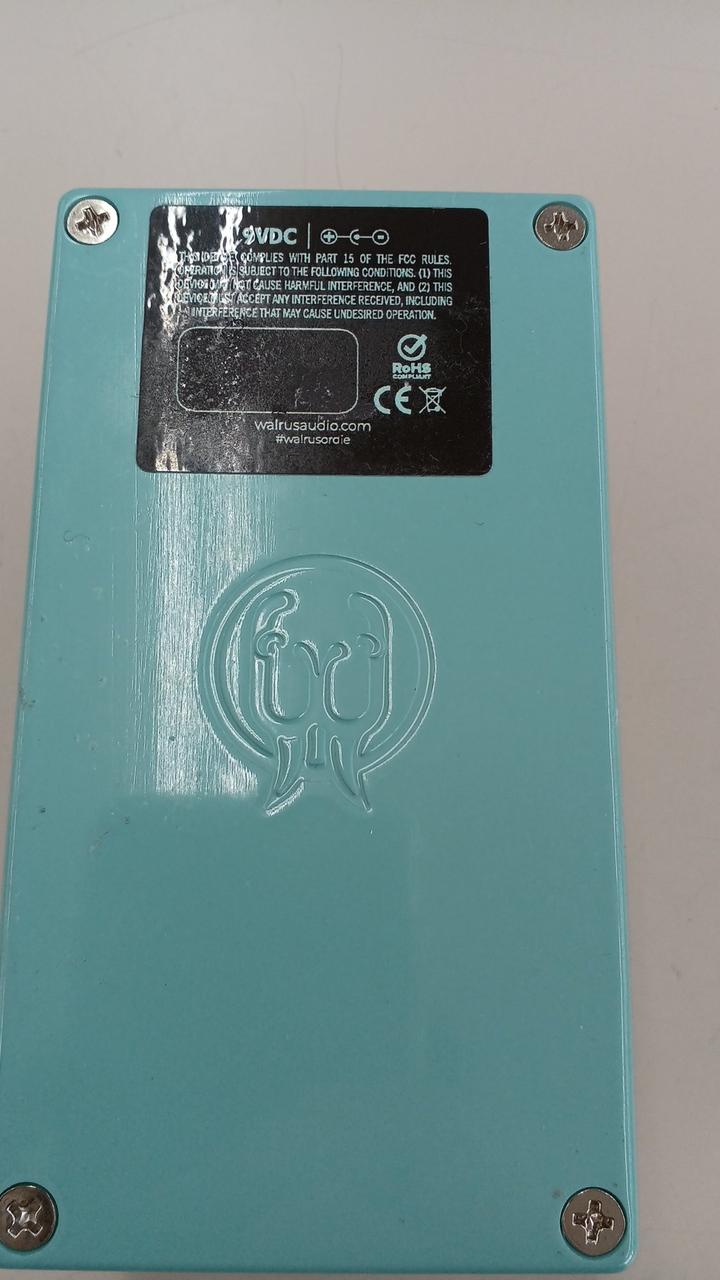 9VDC
THIS DEVICE COMPLIES WITH PART 15 OF THE FCC RULES.
OPERATION IS SUBJECT TO THE FOLLOWING CONDITIONS. (1) THIS
DEVICE MAY NOT CAUSE HARMFUL INTERFERENCE, AND (2) THIS
DEVICE MUST ACCEPT ANY INTERFERENCE RECEIVED, INCLUDING
INTERFERENCE THAT MAY CAUSE UNDESIRED OPERATION.
RoHS
COMPLIANT
CE
walrusaudio.com
#walrusordie